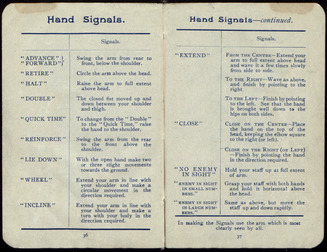 Hand Signals.
Signals.
"ADVANCE" }
"FORWARD" }
Swing the arm from rear to
front, below the shoulder.
"RETIRE"
Circle the arm above the head.
"HALT"
Raise the arm to full extent
above head.
"DOUBLE"
The closed fist moved up and
down between your shoulder
and thigh.
"QUICK TIME"
To change from the "Double"
to the "Quick Time," raise
the hand to the shoulder.
"REINFORCE"
Swing the arm from the rear
to the front above the
shoulder.
"LIE DOWN"
With the open hand make two
or three slight movements
towards the ground.
"WHEEL"
Extend your arm in line with
your shoulder and make a
circular movement in the
direction required.
"INCLINE"
Extend your arm in line with
your shoulder and make a
turn with your body in the
direction required.
36
Hand Signals—continued.
Signals.
"EXTEND"
FROM THE CENTRE—Extend your
arm to full extent above head
and wave it a few times slowly
from side to side.
TO THE RIGHT—Wave as above,
and finish by pointing to
the right.
TO THE LEFT—Finish by pointing
to the left. See that the hand
is brought well down to the
hips on both sides.
"CLOSE"
CLOSE ON THE CENTRE—Place
the hand on the top of the
head, keeping the elbow square
to the right (or left).
CLOSE ON THE RIGHT (OR LEFT)
—Finish by pointing the hand
in the direction required.
"NO ENEMY
IN SIGHT"
Hold your staff up at full extent
of arm.
"ENEMY IN SIGHT
IN SMALL NUMBERS."
Grasp your staff with both hands
and hold it horizontal above
the head.
"ENEMY IN SIGHT
IN LARGE NUMBERS."
Same as above, but move the
staff up and down rapidly.
In making the Signals use the arm which is most
clearly seen by all.
37